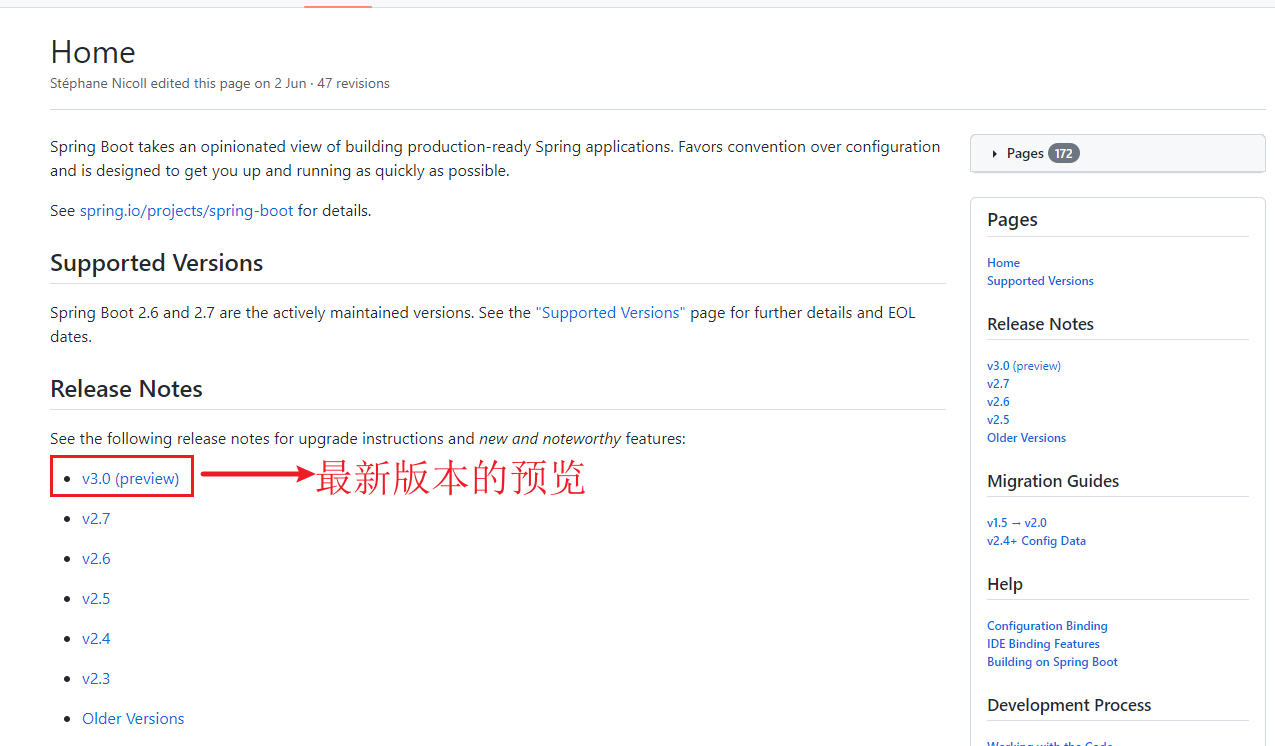 Home
Stéphane Nicoll edited this page on 2 Jun · 47 revisions
Spring Boot takes an opinionated view of building production-ready Spring applications. Favors convention over configuration
and is designed to get you up and running as quickly as possible.
See spring.io/projects/spring-boot for details.
Supported Versions
Spring Boot 2.6 and 2.7 are the actively maintained versions. See the "Supported Versions" page for further details and EOL
dates.
Release Notes
See the following release notes for upgrade instructions and new and noteworthy features:
v3.0 (preview)
最新版本的预览
v2.7
v2.6
v2.5
v2.4
v2.3
Older Versions
Pages 172
Pages
Home
Supported Versions
Release Notes
v3.0 (preview)
v2.7
v2.6
v2.5
Older Versions
Migration Guides
v1.5 → v2.0
v2.4+ Config Data
Help
Configuration Binding
IDE Binding Features
Building on Spring Boot
Development Process
Working with the Code